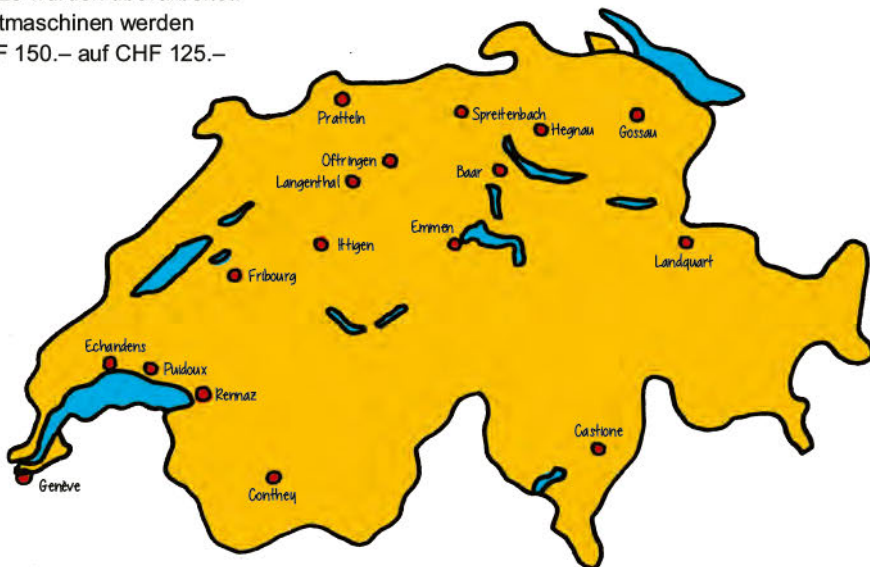 tmaschinen werden
F 150.– auf CHF 125.–
Pratteln
Spreitenbach
Hegnau
Gossau
Oftringen
Langenthal
Baar
Emmen
Ittigen
Landquart
Fribourg
Echandens
Puidoux
Rennaz
Castione
Conthey
Genève